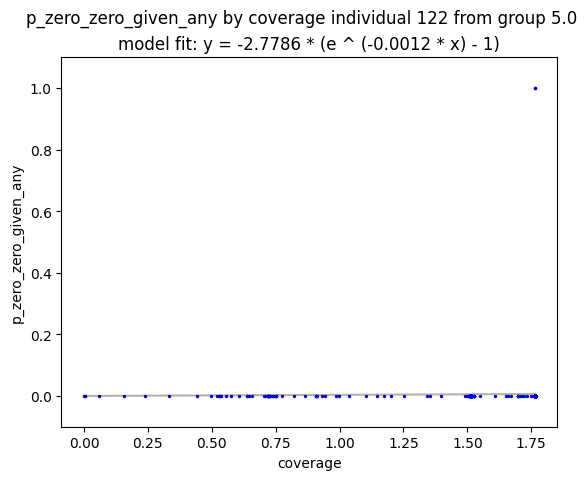 p_zero_zero_given_any by coverage individual 122 from group 5.0
model fit: y = -2.7786 * (e ^ (-0.0012 * x) - 1)
1.0
0.8
0.6
0.4
0.2
0.0
p_zero_zero_given_any
0.00 0.25 0.50 0.75 1.00 1.25 1.50 1.75
coverage